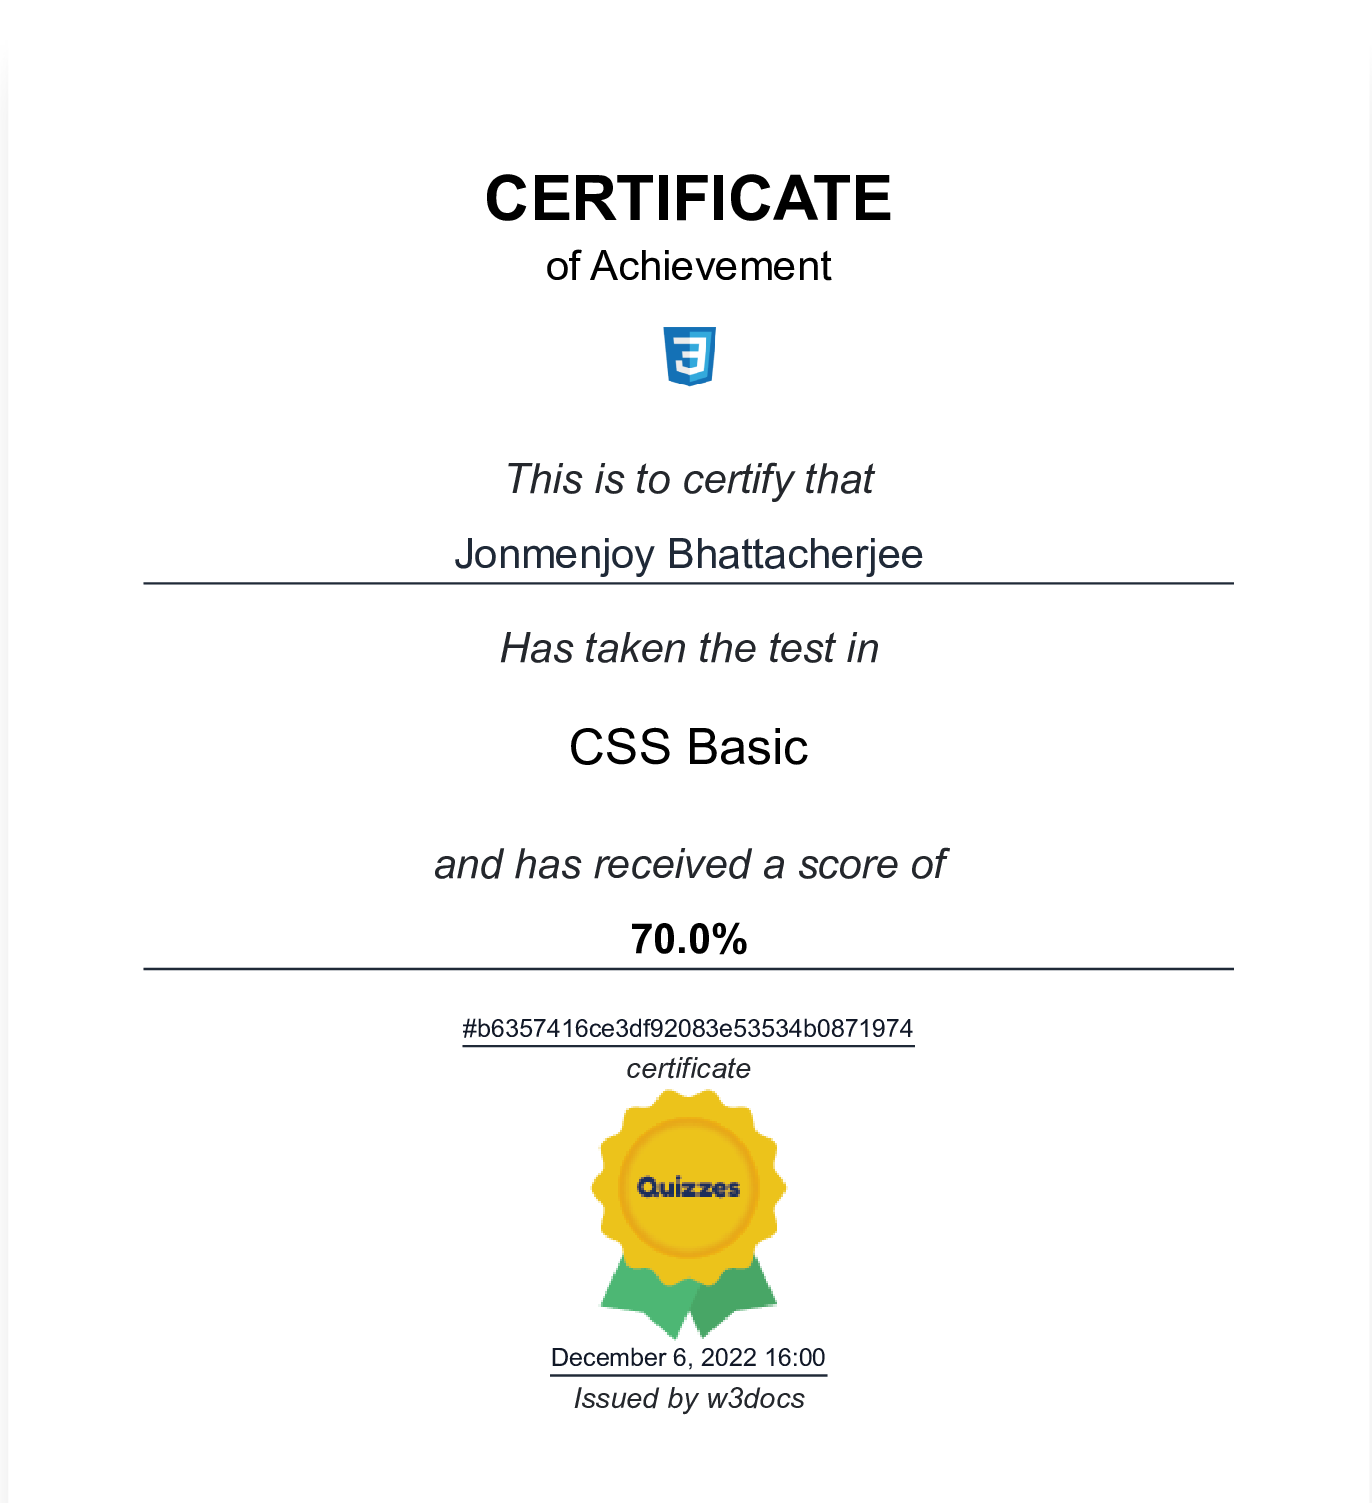 CERTIFICATE
of Achievement
This is to certify that
Jonmenjoy Bhattacherjee
Has taken the test in
CSS Basic
and has received a score of
70.0%
#b6357416ce3df92083e53534b0871974
certificate
Quizzes
December 6, 2022 16:00
Issued by w3docs